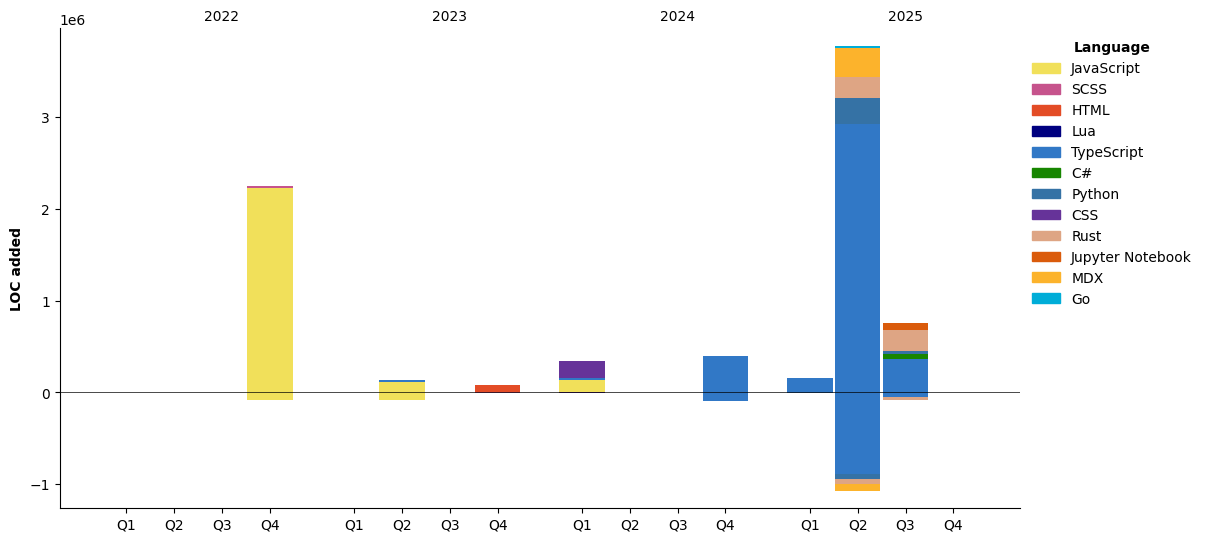 1e6
2022 2023 2024 2025
LOC added
3
2
1
0
−1
Q1 Q2 Q3 Q4 Q1 Q2 Q3 Q4 Q1 Q2 Q3 Q4 Q1 Q2 Q3 Q4
Language
JavaScript
SCSS
HTML
Lua
TypeScript
C#
Python
CSS
Rust
Jupyter Notebook
MDX
Go